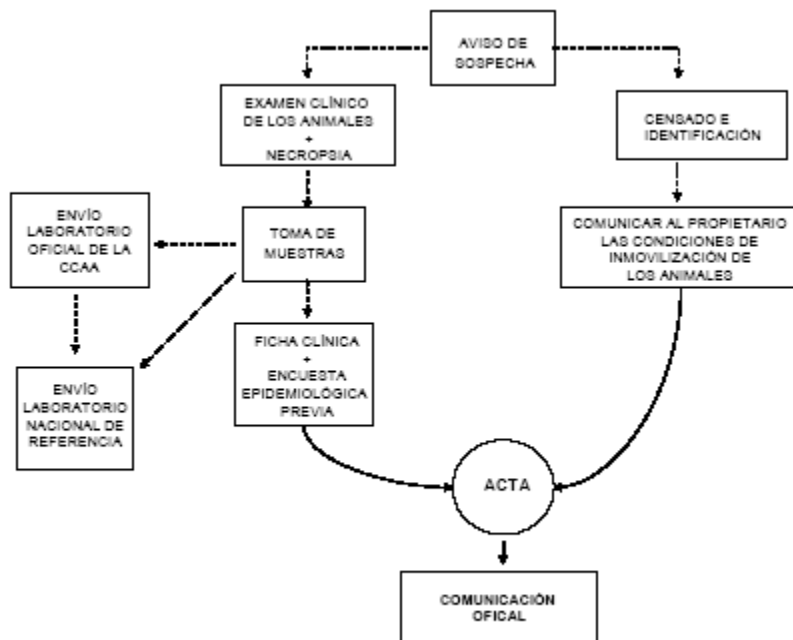 AVISO DE
SOSPECHA
EXAMEN CLÍNICO
DE LOS ANIMALES
+
NECROPSIA
CENSADO E
IDENTIFICACIÓN
ENVÍO
LABORATORIO
OFICIAL DE LA
CCAA
TOMA DE
MUESTRAS
COMUNICAR AL PROPIETARIO
LAS CONDICIONES DE
INMOVILIZACIÓN DE
LOS ANIMALES
FICHA CLÍNICA
+
ENCUESTA
EPIDEMIOLÓGICA
PREVIA
ENVÍO
LABORATORIO
NACIONAL DE
REFERENCIA
ACTA
COMUNICACIÓN
OFICAL